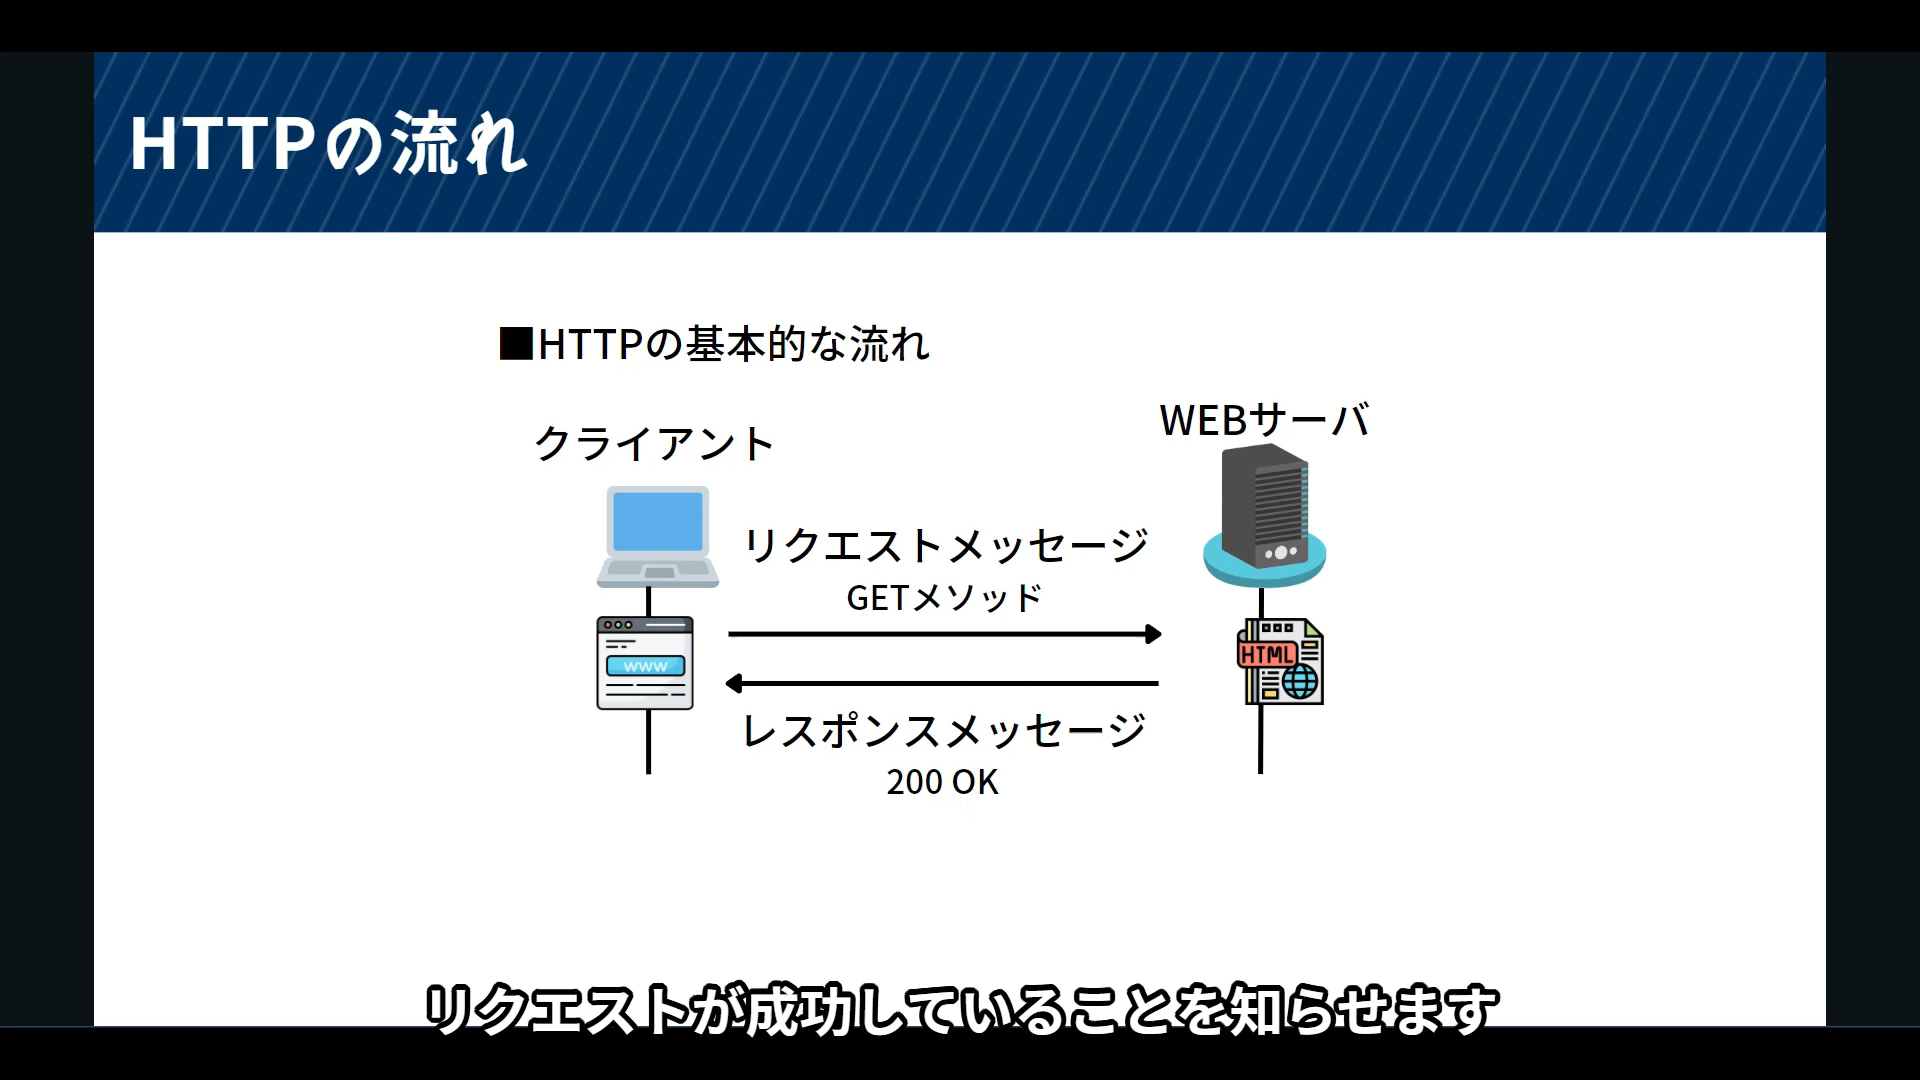 HTTPの流れ
■HTTPの基本的な流れ
クライアント
WEBサーバ
リクエストメッセージ
GETメソッド
WWW
HTML
レスポンスメッセージ
200 OK
リクエストが成功していることを知らせます